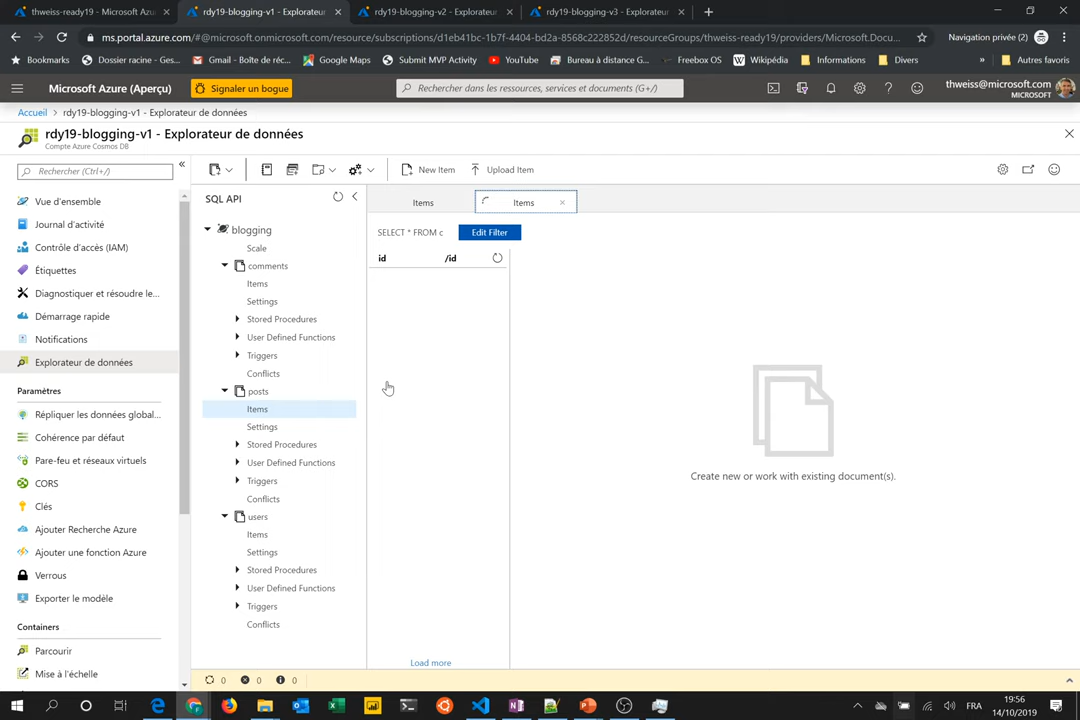 thweiss-ready19 - Microsoft Azu
rdy19-blogging-v1 - Explorateur
rdy19-blogging-v2 - Explorateur
rdy19-blogging-v3 - Explorateur
ms.portal.azure.com/#@microsoft.onmicrosoft.com/resource/subscriptions/d1eb41bc-1b7f-4404-bd2a-8568c222852d/resourceGroups/thweiss-ready19/providers/Microsoft.Docu...
Navigation privée (2)
Bookmarks
Dossier racine - Ges...
Gmail - Boîte de réc...
Google Maps
Submit MVP Activity
YouTube
Bureau à distance G...
Freebox OS
Wikipédia
Informations
Divers
»
Autres favoris
Microsoft Azure (Aperçu)
Signaler un bogue
Rechercher dans les ressources, services et documents (G+/)
thweiss@microsoft.com
MICROSOFT
Accueil > rdy19-blogging-v1 - Explorateur de données
rdy19-blogging-v1 - Explorateur de données
Compte Azure Cosmos DB
Rechercher (Ctrl+/)
«
Vue d'ensemble
Journal d'activité
Contrôle d'accès (IAM)
Étiquettes
Diagnostiquer et résoudre le...
Démarrage rapide
Notifications
Explorateur de données
Paramètres
Répliquer les données global...
Cohérence par défaut
Pare-feu et réseaux virtuels
CORS
Clés
Ajouter Recherche Azure
Ajouter une fonction Azure
Verrous
Exporter le modèle
Containers
Parcourir
Mise à l'échelle
New Item
Upload Item
SQL API
blogging
Scale
comments
Items
Settings
Stored Procedures
User Defined Functions
Triggers
Conflicts
posts
Items
Settings
Stored Procedures
User Defined Functions
Triggers
Conflicts
users
Items
Settings
Stored Procedures
User Defined Functions
Triggers
Conflicts
Items
Items
SELECT * FROM c
Edit Filter
id
/id
Load more
Create new or work with existing document(s).
0
0
0
FRA
19:56
14/10/2019